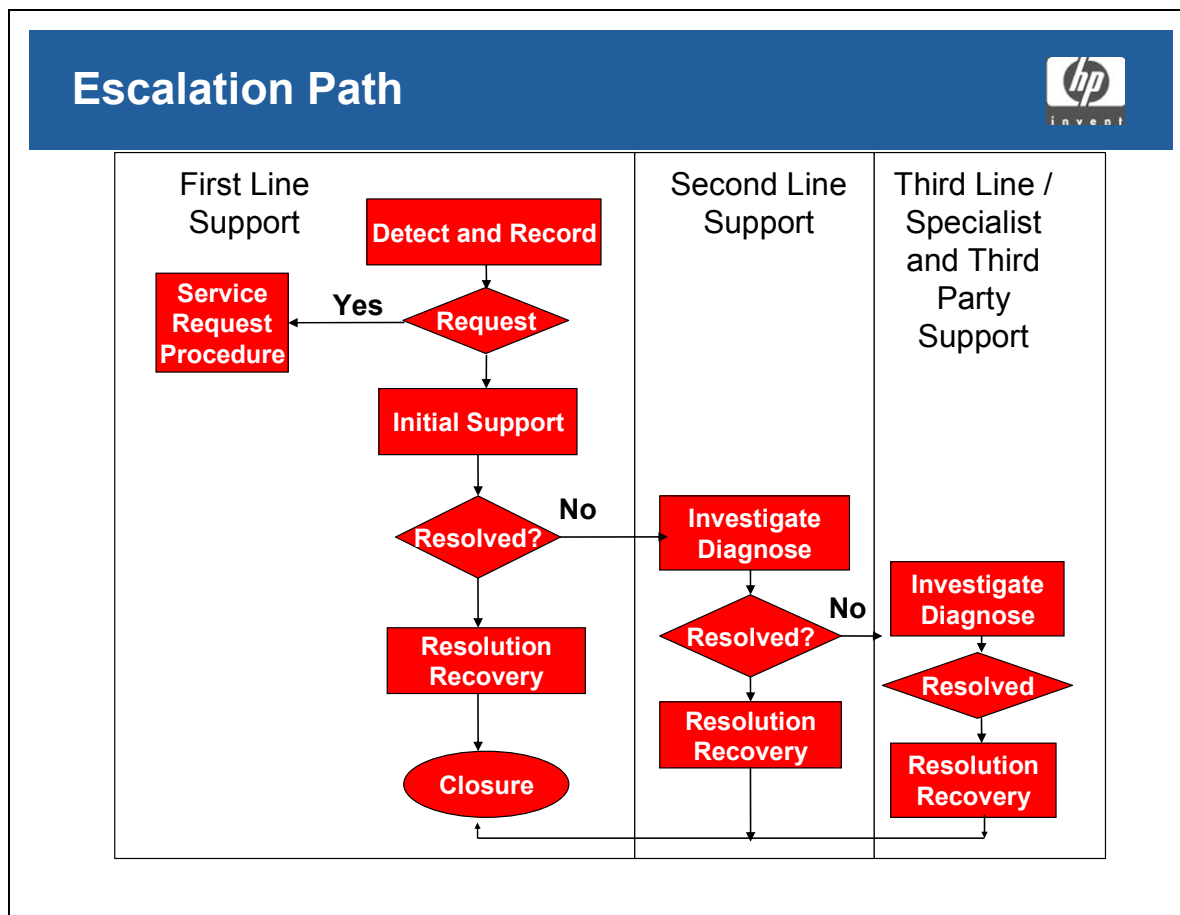 Escalation Path
hp
invent
First Line
Support
Second Line
Support
Third Line /
Specialist
and Third
Party
Support
Detect and Record
Service
Request
Procedure
Yes
Request
Initial Support
Resolved?
No
Investigate
Diagnose
Resolved?
No
Investigate
Diagnose
Resolution
Recovery
Resolved
Resolution
Recovery
Resolution
Recovery
Closure